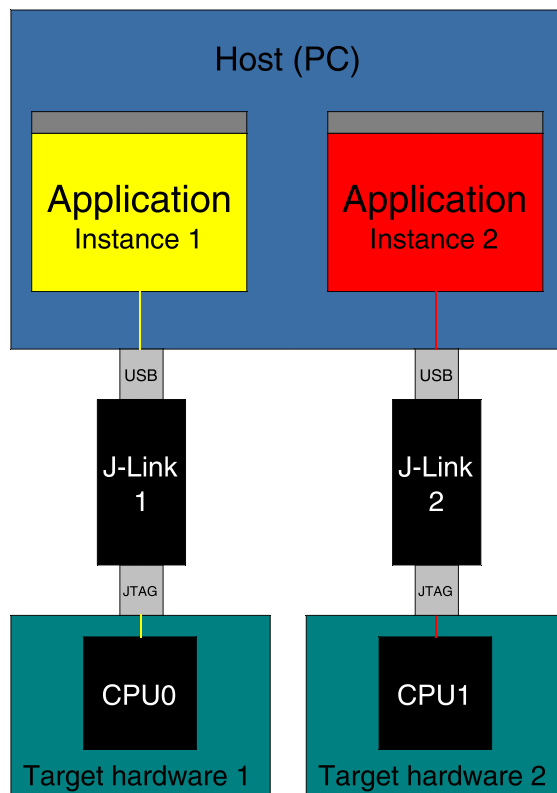 Host (PC)
Application
Instance 1
Application
Instance 2
USB
USB
J-Link
1
J-Link
2
JTAG
JTAG
CPU0
CPU1
Target hardware 1
Target hardware 2